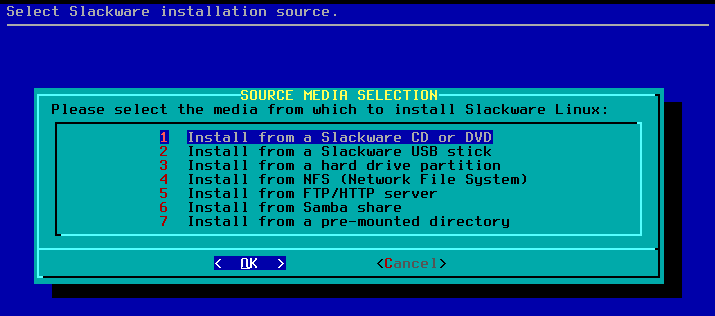 Select Slackware installation source.
SOURCE MEDIA SELECTION
Please select the media from which to install Slackware Linux:
1 Install from a Slackware CD or DVD
2 Install from a Slackware USB stick
3 Install from a hard drive partition
4 Install from NFS (Network File System)
5 Install from FTP/HTTP server
6 Install from Samba share
7 Install from a pre-mounted directory
< OK > <Cancel>